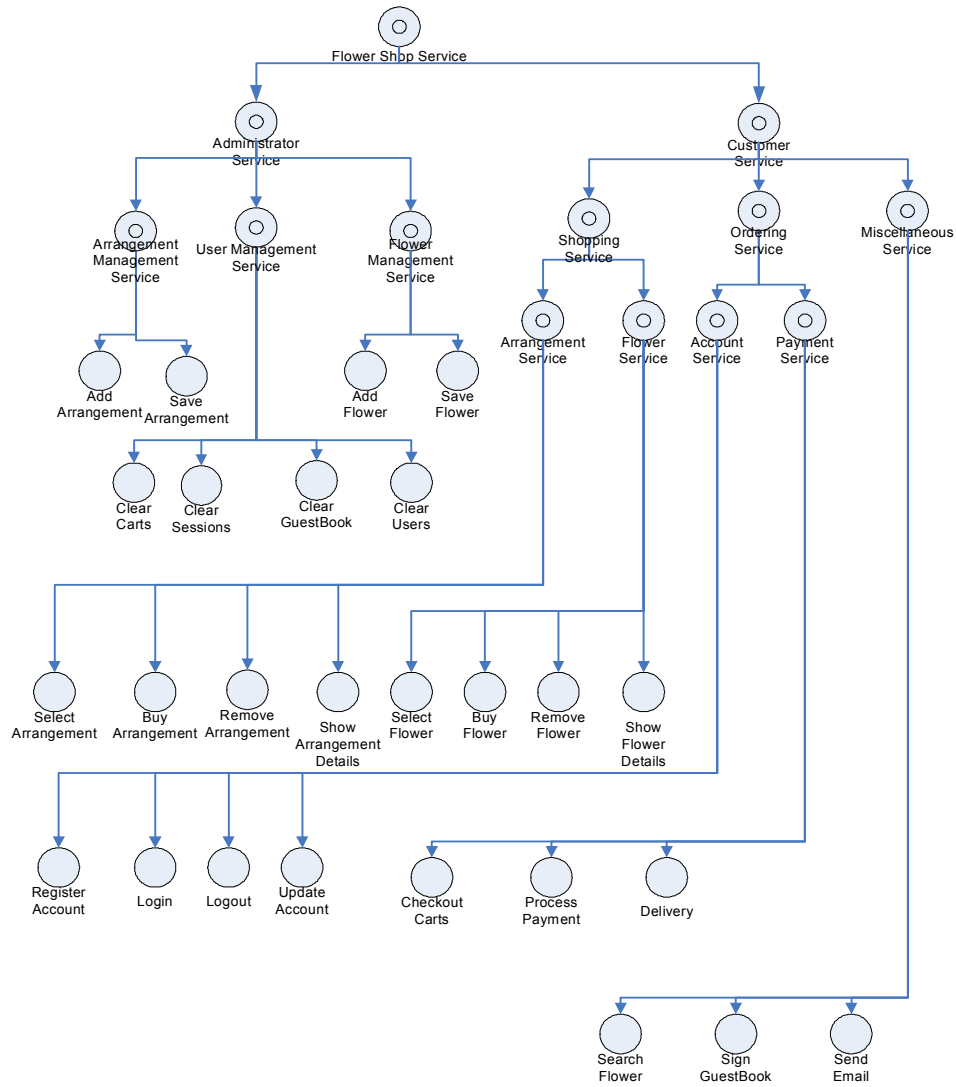 Flower Shop Service
Administrator
Service
Customer
Service
Arrangement
Management
Service
User Management
Service
Flower
Management
Service
Shopping
Service
Ordering
Service
Miscellaneous
Service
Arrangement
Service
Flower
Service
Account
Service
Payment
Service
Add
Arrangement
Save
Arrangement
Add
Flower
Save
Flower
Clear
Carts
Clear
Sessions
Clear
GuestBook
Clear
Users
Select
Arrangement
Buy
Arrangement
Remove
Arrangement
Show
Arrangement
Details
Select
Flower
Buy
Flower
Remove
Flower
Show
Flower
Details
Register
Account
Login
Logout
Update
Account
Checkout
Carts
Process
Payment
Delivery
Search
Flower
Sign
GuestBook
Send
Email